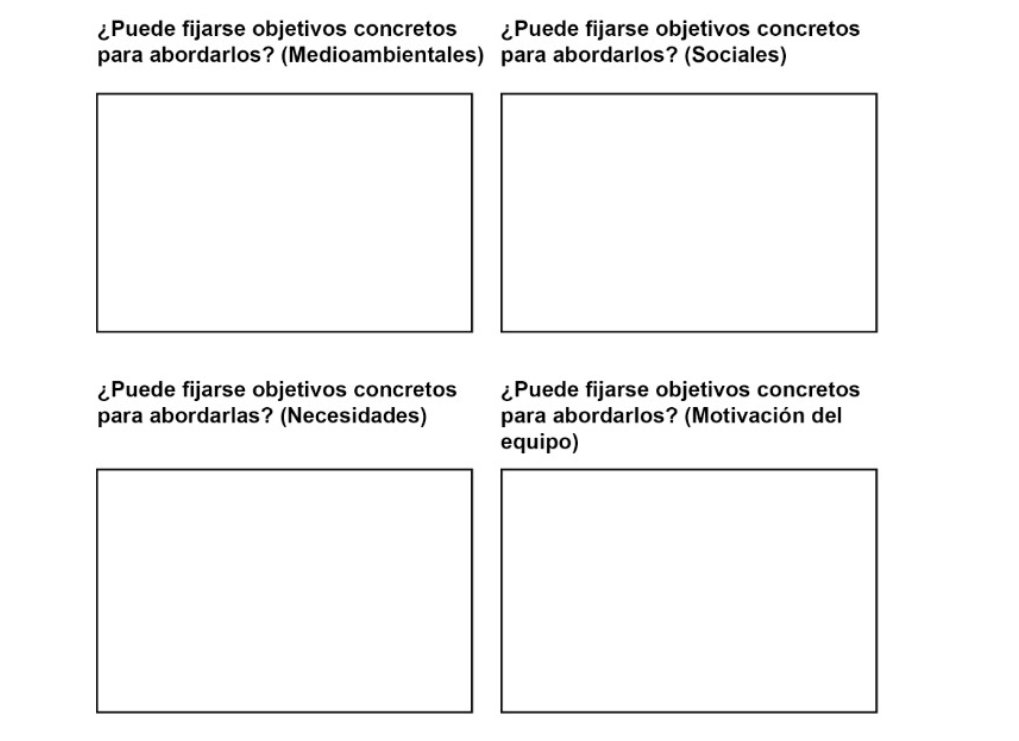 ¿Puede fijarse objetivos concretos
para abordarlos? (Medioambientales)
¿Puede fijarse objetivos concretos
para abordarlos? (Sociales)
¿Puede fijarse objetivos concretos
para abordarlas? (Necesidades)
¿Puede fijarse objetivos concretos
para abordarlos? (Motivación del
equipo)